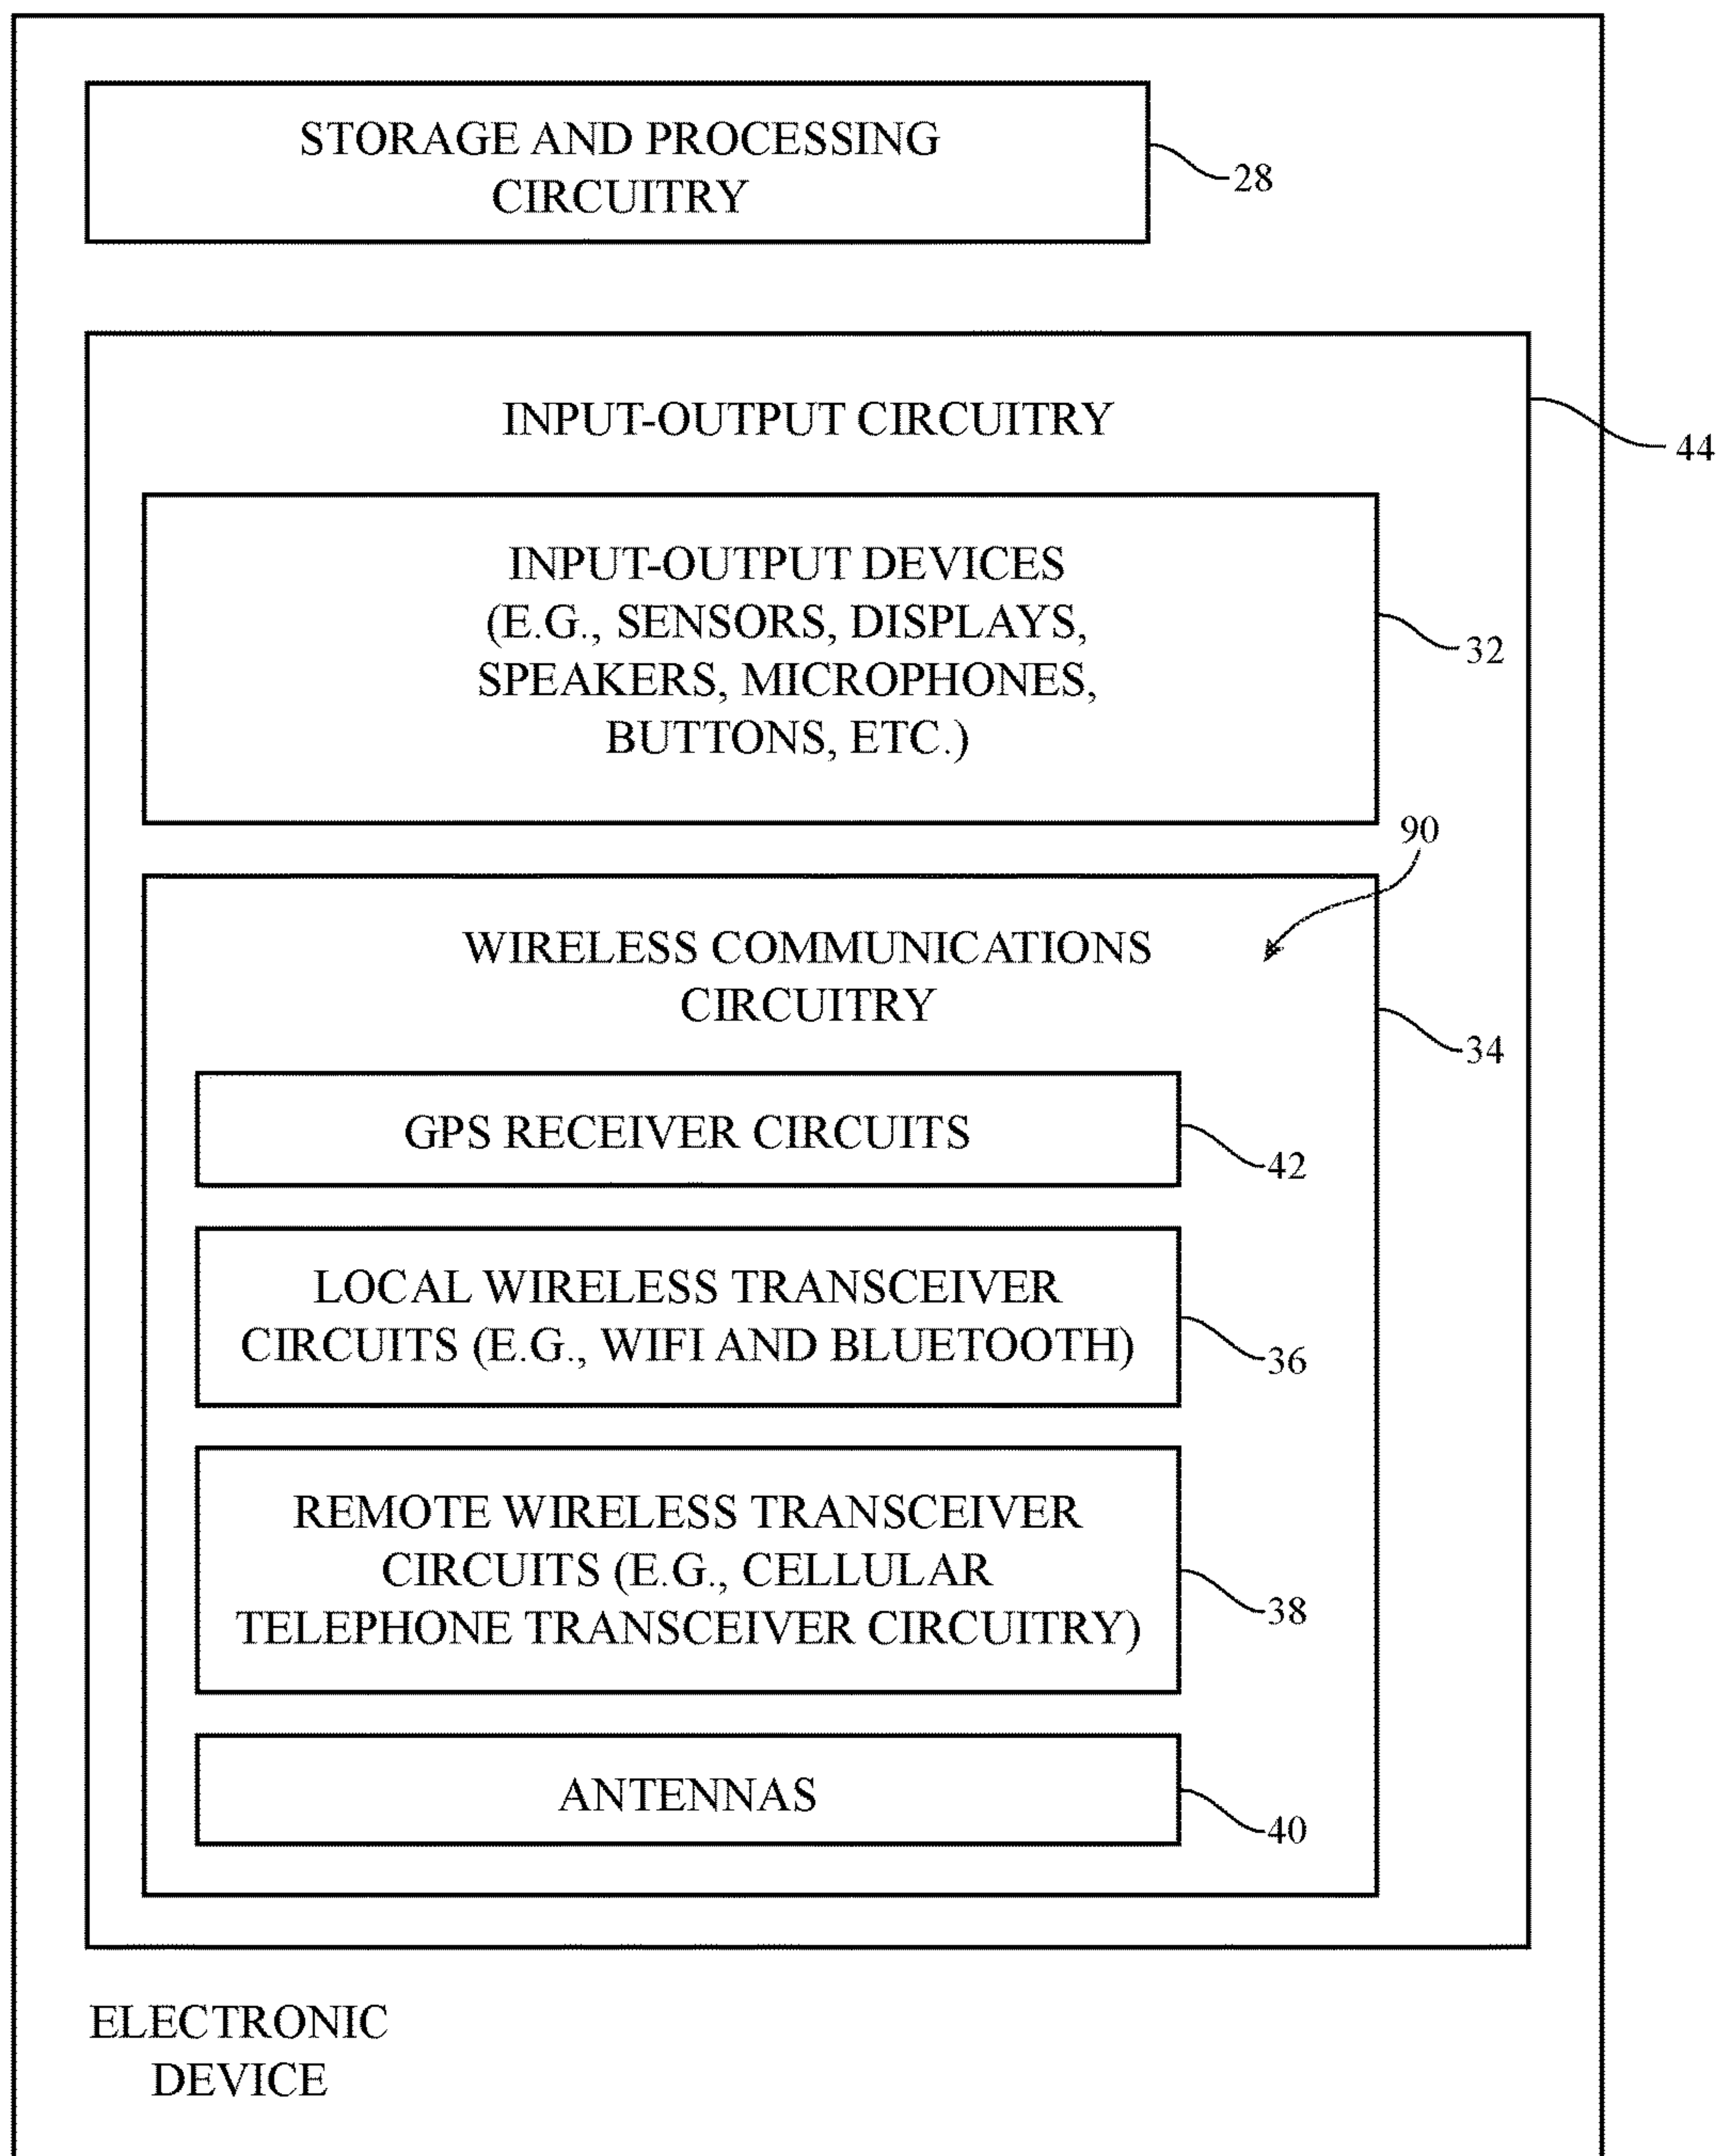 STORAGE AND PROCESSING
CIRCUITRY
28
INPUT-OUTPUT CIRCUITRY
44
INPUT-OUTPUT DEVICES
(E.G., SENSORS, DISPLAYS,
SPEAKERS, MICROPHONES,
BUTTONS, ETC.)
32
90
WIRELESS COMMUNICATIONS
CIRCUITRY
34
GPS RECEIVER CIRCUITS
42
LOCAL WIRELESS TRANSCEIVER
CIRCUITS (E.G., WIFI AND BLUETOOTH)
36
REMOTE WIRELESS TRANSCEIVER
CIRCUITS (E.G., CELLULAR
TELEPHONE TRANSCEIVER CIRCUITRY)
38
ANTENNAS
40
ELECTRONIC
DEVICE